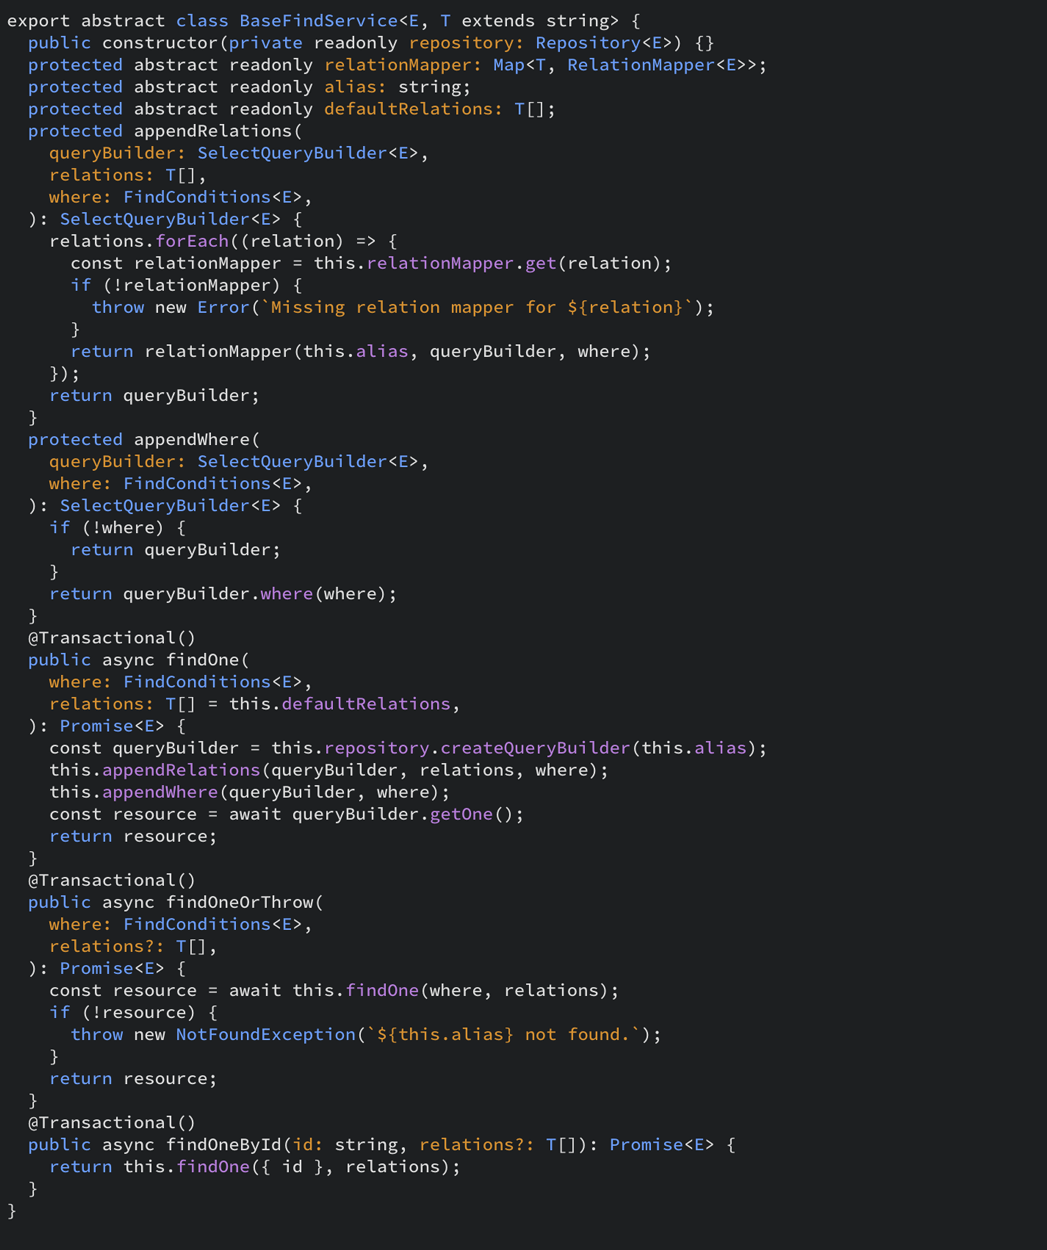 export abstract class BaseFindService<E, T extends string> {
  public constructor(private readonly repository: Repository<E>) {}
  protected abstract readonly relationMapper: Map<T, RelationMapper<E>>;
  protected abstract readonly alias: string;
  protected abstract readonly defaultRelations: T[];
  protected appendRelations(
    queryBuilder: SelectQueryBuilder<E>,
    relations: T[],
    where: FindConditions<E>,
  ): SelectQueryBuilder<E> {
    relations.forEach((relation) => {
      const relationMapper = this.relationMapper.get(relation);
      if (!relationMapper) {
        throw new Error(`Missing relation mapper for ${relation}`);
      }
      return relationMapper(this.alias, queryBuilder, where);
    });
    return queryBuilder;
  }
  protected appendWhere(
    queryBuilder: SelectQueryBuilder<E>,
    where: FindConditions<E>,
  ): SelectQueryBuilder<E> {
    if (!where) {
      return queryBuilder;
    }
    return queryBuilder.where(where);
  }
  @Transactional()
  public async findOne(
    where: FindConditions<E>,
    relations: T[] = this.defaultRelations,
  ): Promise<E> {
    const queryBuilder = this.repository.createQueryBuilder(this.alias);
    this.appendRelations(queryBuilder, relations, where);
    this.appendWhere(queryBuilder, where);
    const resource = await queryBuilder.getOne();
    return resource;
  }
  @Transactional()
  public async findOneOrThrow(
    where: FindConditions<E>,
    relations?: T[],
  ): Promise<E> {
    const resource = await this.findOne(where, relations);
    if (!resource) {
      throw new NotFoundException(`${this.alias} not found.`);
    }
    return resource;
  }
  @Transactional()
  public async findOneById(id: string, relations?: T[]): Promise<E> {
    return this.findOne({ id }, relations);
  }
}